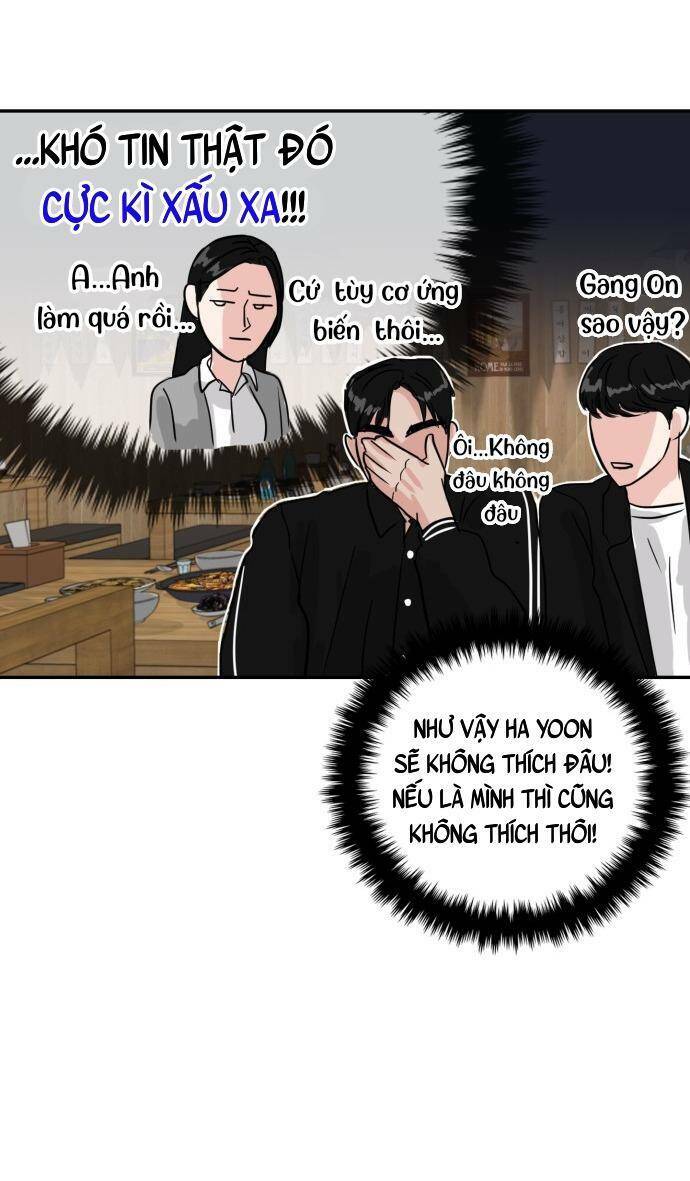 ...KHÓ TIN THẬT ĐÓ
CỰC KÌ XẤU XA!!!
A...Anh
làm quá rồi...
Cứ tùy cơ ứng
biến thôi...
Gang On
sao vậy?
Ôi...Không
đâu không
đâu
HOME
NHƯ VẬY HA YOON
SẼ KHÔNG THÍCH ĐÂU!
NẾU LÀ MÌNH THÌ CŨNG
KHÔNG THÍCH THÔI!